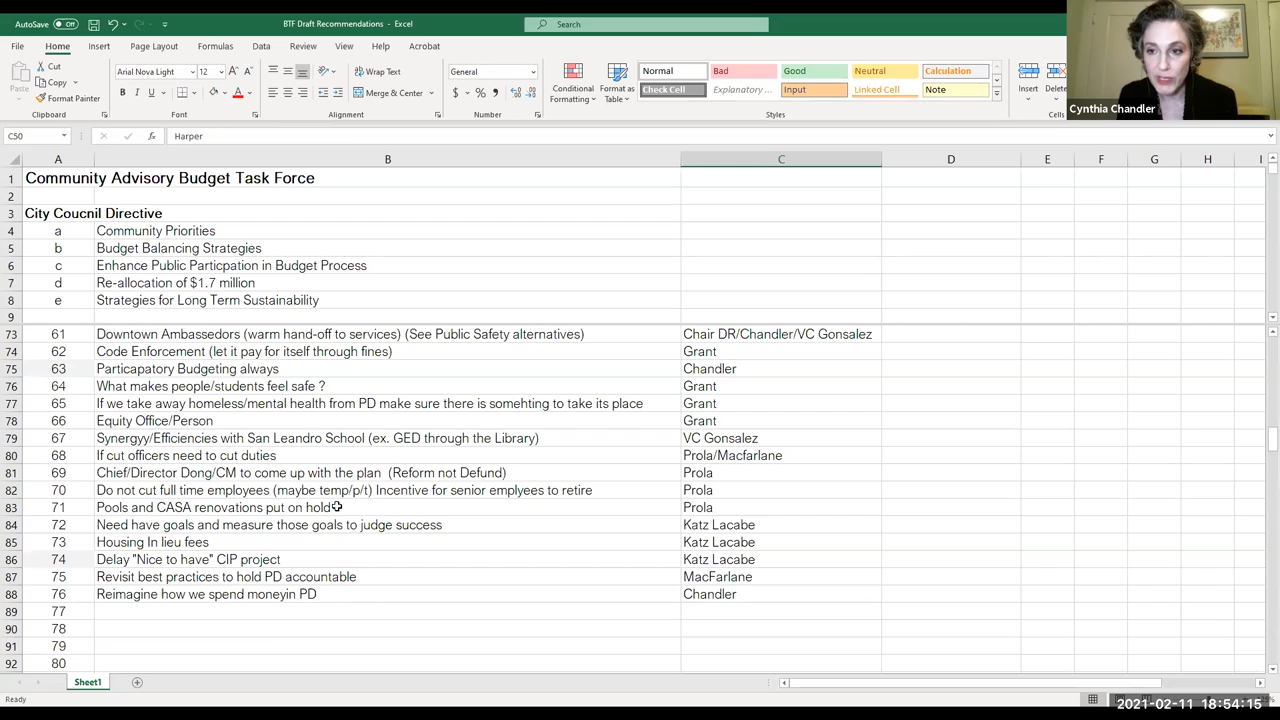 AutoSave Off BTF Draft Recommendations - Excel Search
File Home Insert Page Layout Formulas Data Review View Help Acrobat
Cut Copy Format Painter Paste Clipboard
Arial Nova Light 12 B I U A Font
Wrap Text Merge & Center Alignment
General $ % Number
Conditional Formatting Format as Table
Normal Bad Good Neutral Calculation
Check Cell Explanatory ... Input Linked Cell Note
Styles
Insert Delete Cells
Cynthia Chandler
C50 fx Harper
A B C D E F G H I
1 Community Advisory Budget Task Force
2
3 City Coucnil Directive
4 a Community Priorities
5 b Budget Balancing Strategies
6 c Enhance Public Particpation in Budget Process
7 d Re-allocation of $1.7 million
8 e Strategies for Long Term Sustainability
9
73 61 Downtown Ambassedors (warm hand-off to services) (See Public Safety alternatives) Chair DR/Chandler/VC Gonsalez
74 62 Code Enforcement (let it pay for itself through fines) Grant
75 63 Particapatory Budgeting always Chandler
76 64 What makes people/students feel safe ? Grant
77 65 If we take away homeless/mental health from PD make sure there is somehting to take its place Grant
78 66 Equity Office/Person Grant
79 67 Synergyy/Efficiencies with San Leandro School (ex. GED through the Library) VC Gonsalez
80 68 If cut officers need to cut duties Prola/Macfarlane
81 69 Chief/Director Dong/CM to come up with the plan (Reform not Defund) Prola
82 70 Do not cut full time employees (maybe temp/p/t) Incentive for senior emplyees to retire Prola
83 71 Pools and CASA renovations put on hold Prola
84 72 Need have goals and measure those goals to judge success Katz Lacabe
85 73 Housing In lieu fees Katz Lacabe
86 74 Delay "Nice to have" CIP project Katz Lacabe
87 75 Revisit best practices to hold PD accountable MacFarlane
88 76 Reimagine how we spend moneyin PD Chandler
89 77
90 78
91 79
92 80
Sheet1
Ready
2021-02-11 18:54:15